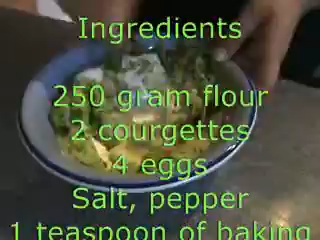 Ingredients
250 gram flour
2 courgettes
4 eggs
Salt, pepper
1 teaspoon of baking